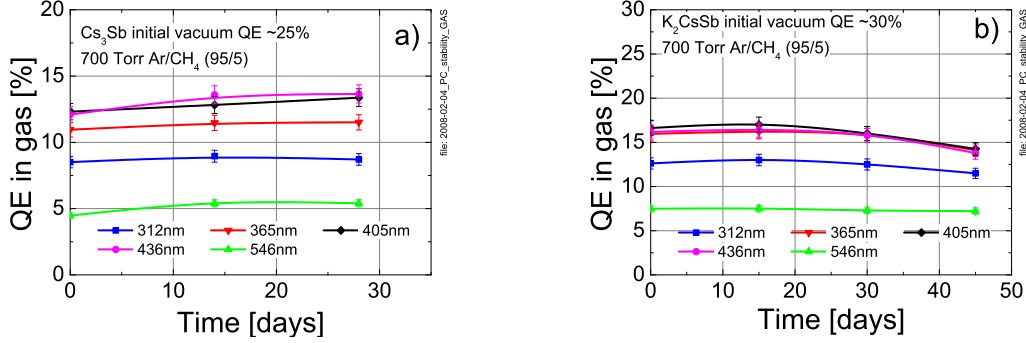 Cs3Sb initial vacuum QE ~25%
a)
700 Torr Ar/CH4 (95/5)
file: 2008-02-04_PC_stability_GAS
QE in gas [%]
20
15
10
5
0
312nm 365nm 405nm
436nm 546nm
0 10 20 30
Time [days]
K2CsSb initial vacuum QE ~30%
b)
700 Torr Ar/CH4 (95/5)
file: 2008-02-04_PC_stability_GAS
QE in gas [%]
30
25
20
15
10
5
0
312nm 365nm 405nm
436nm 546nm
0 10 20 30 40 50
Time [days]